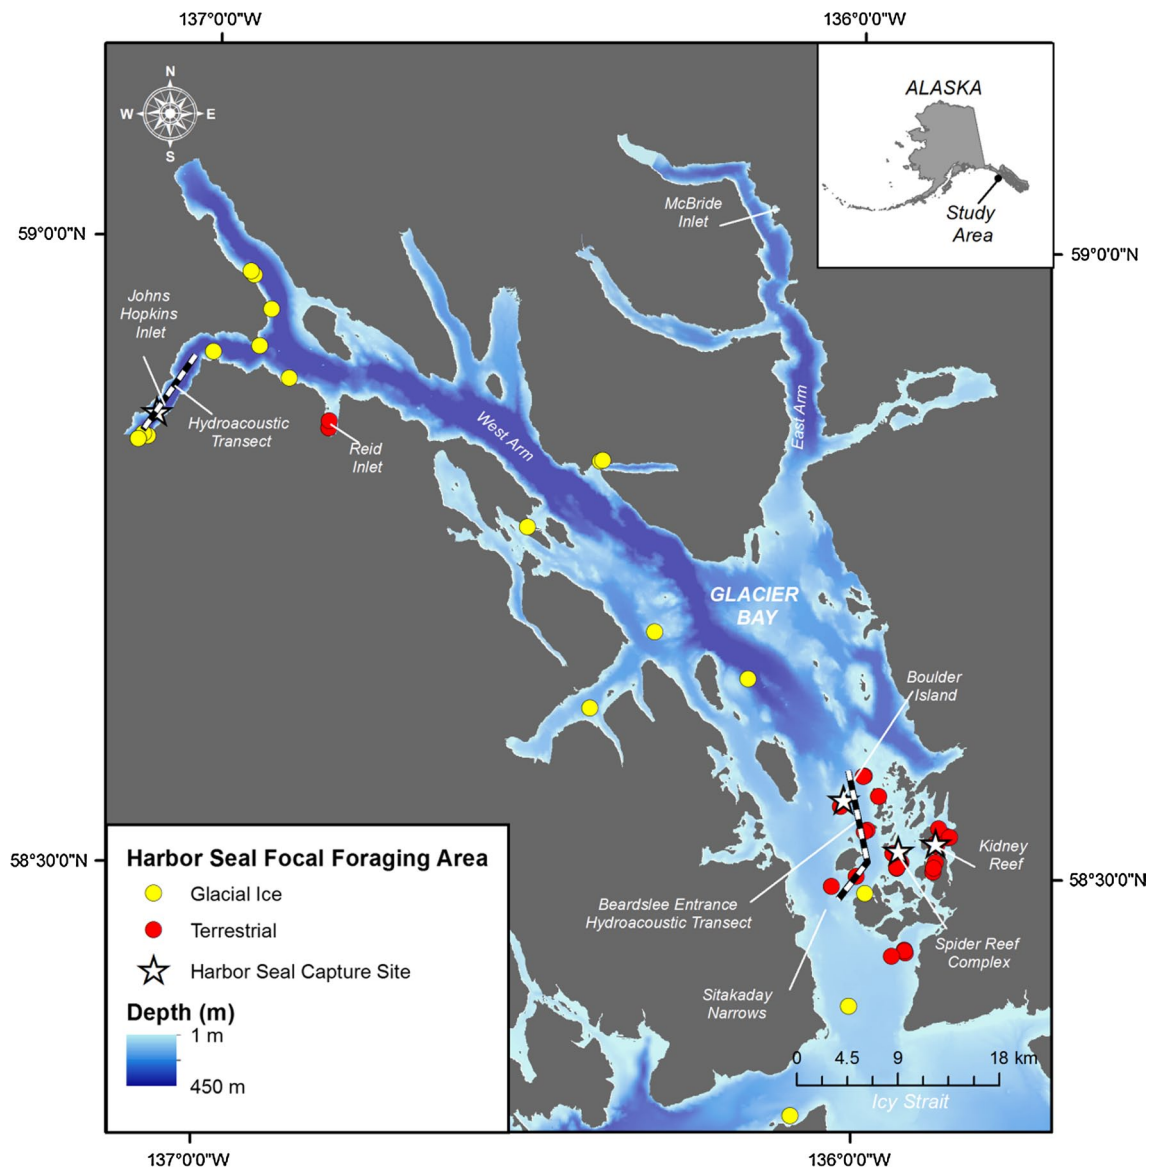 137°0'0"W
136°0'0"W
N
W
E
S
ALASKA
Study
Area
59°0'0"N
59°0'0"N
McBride
Inlet
Johns
Hopkins
Inlet
Hydroacoustic
Transect
Reid
Inlet
West Arm
East Arm
GLACIER
BAY
Boulder
Island
Kidney
Reef
58°30'0"N
58°30'0"N
Beardslee Entrance
Hydroacoustic Transect
Spider Reef
Complex
Sitakaday
Narrows
Harbor Seal Focal Foraging Area
Glacial Ice
Terrestrial
Harbor Seal Capture Site
Depth (m)
1 m
450 m
0 4.5 9 18 km
Icy Strait
137°0'0"W
136°0'0"W